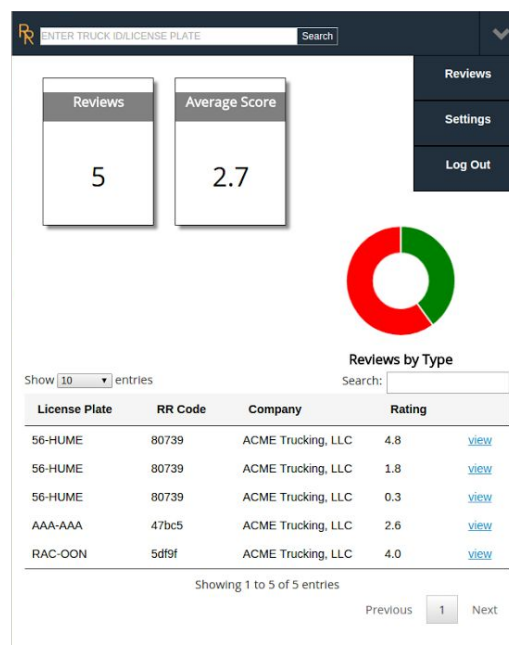 RR ENTER TRUCK ID/LICENSE PLATE Search
Reviews
Settings
Log Out
Reviews Average Score
5 2.7
Reviews by Type
Show 10 entries Search:
License Plate RR Code Company Rating
56-HUME 80739 ACME Trucking, LLC 4.8 view
56-HUME 80739 ACME Trucking, LLC 1.8 view
56-HUME 80739 ACME Trucking, LLC 0.3 view
AAA-AAA 47bc5 ACME Trucking, LLC 2.6 view
RAC-OON 5df9f ACME Trucking, LLC 4.0 view
Showing 1 to 5 of 5 entries
Previous 1 Next